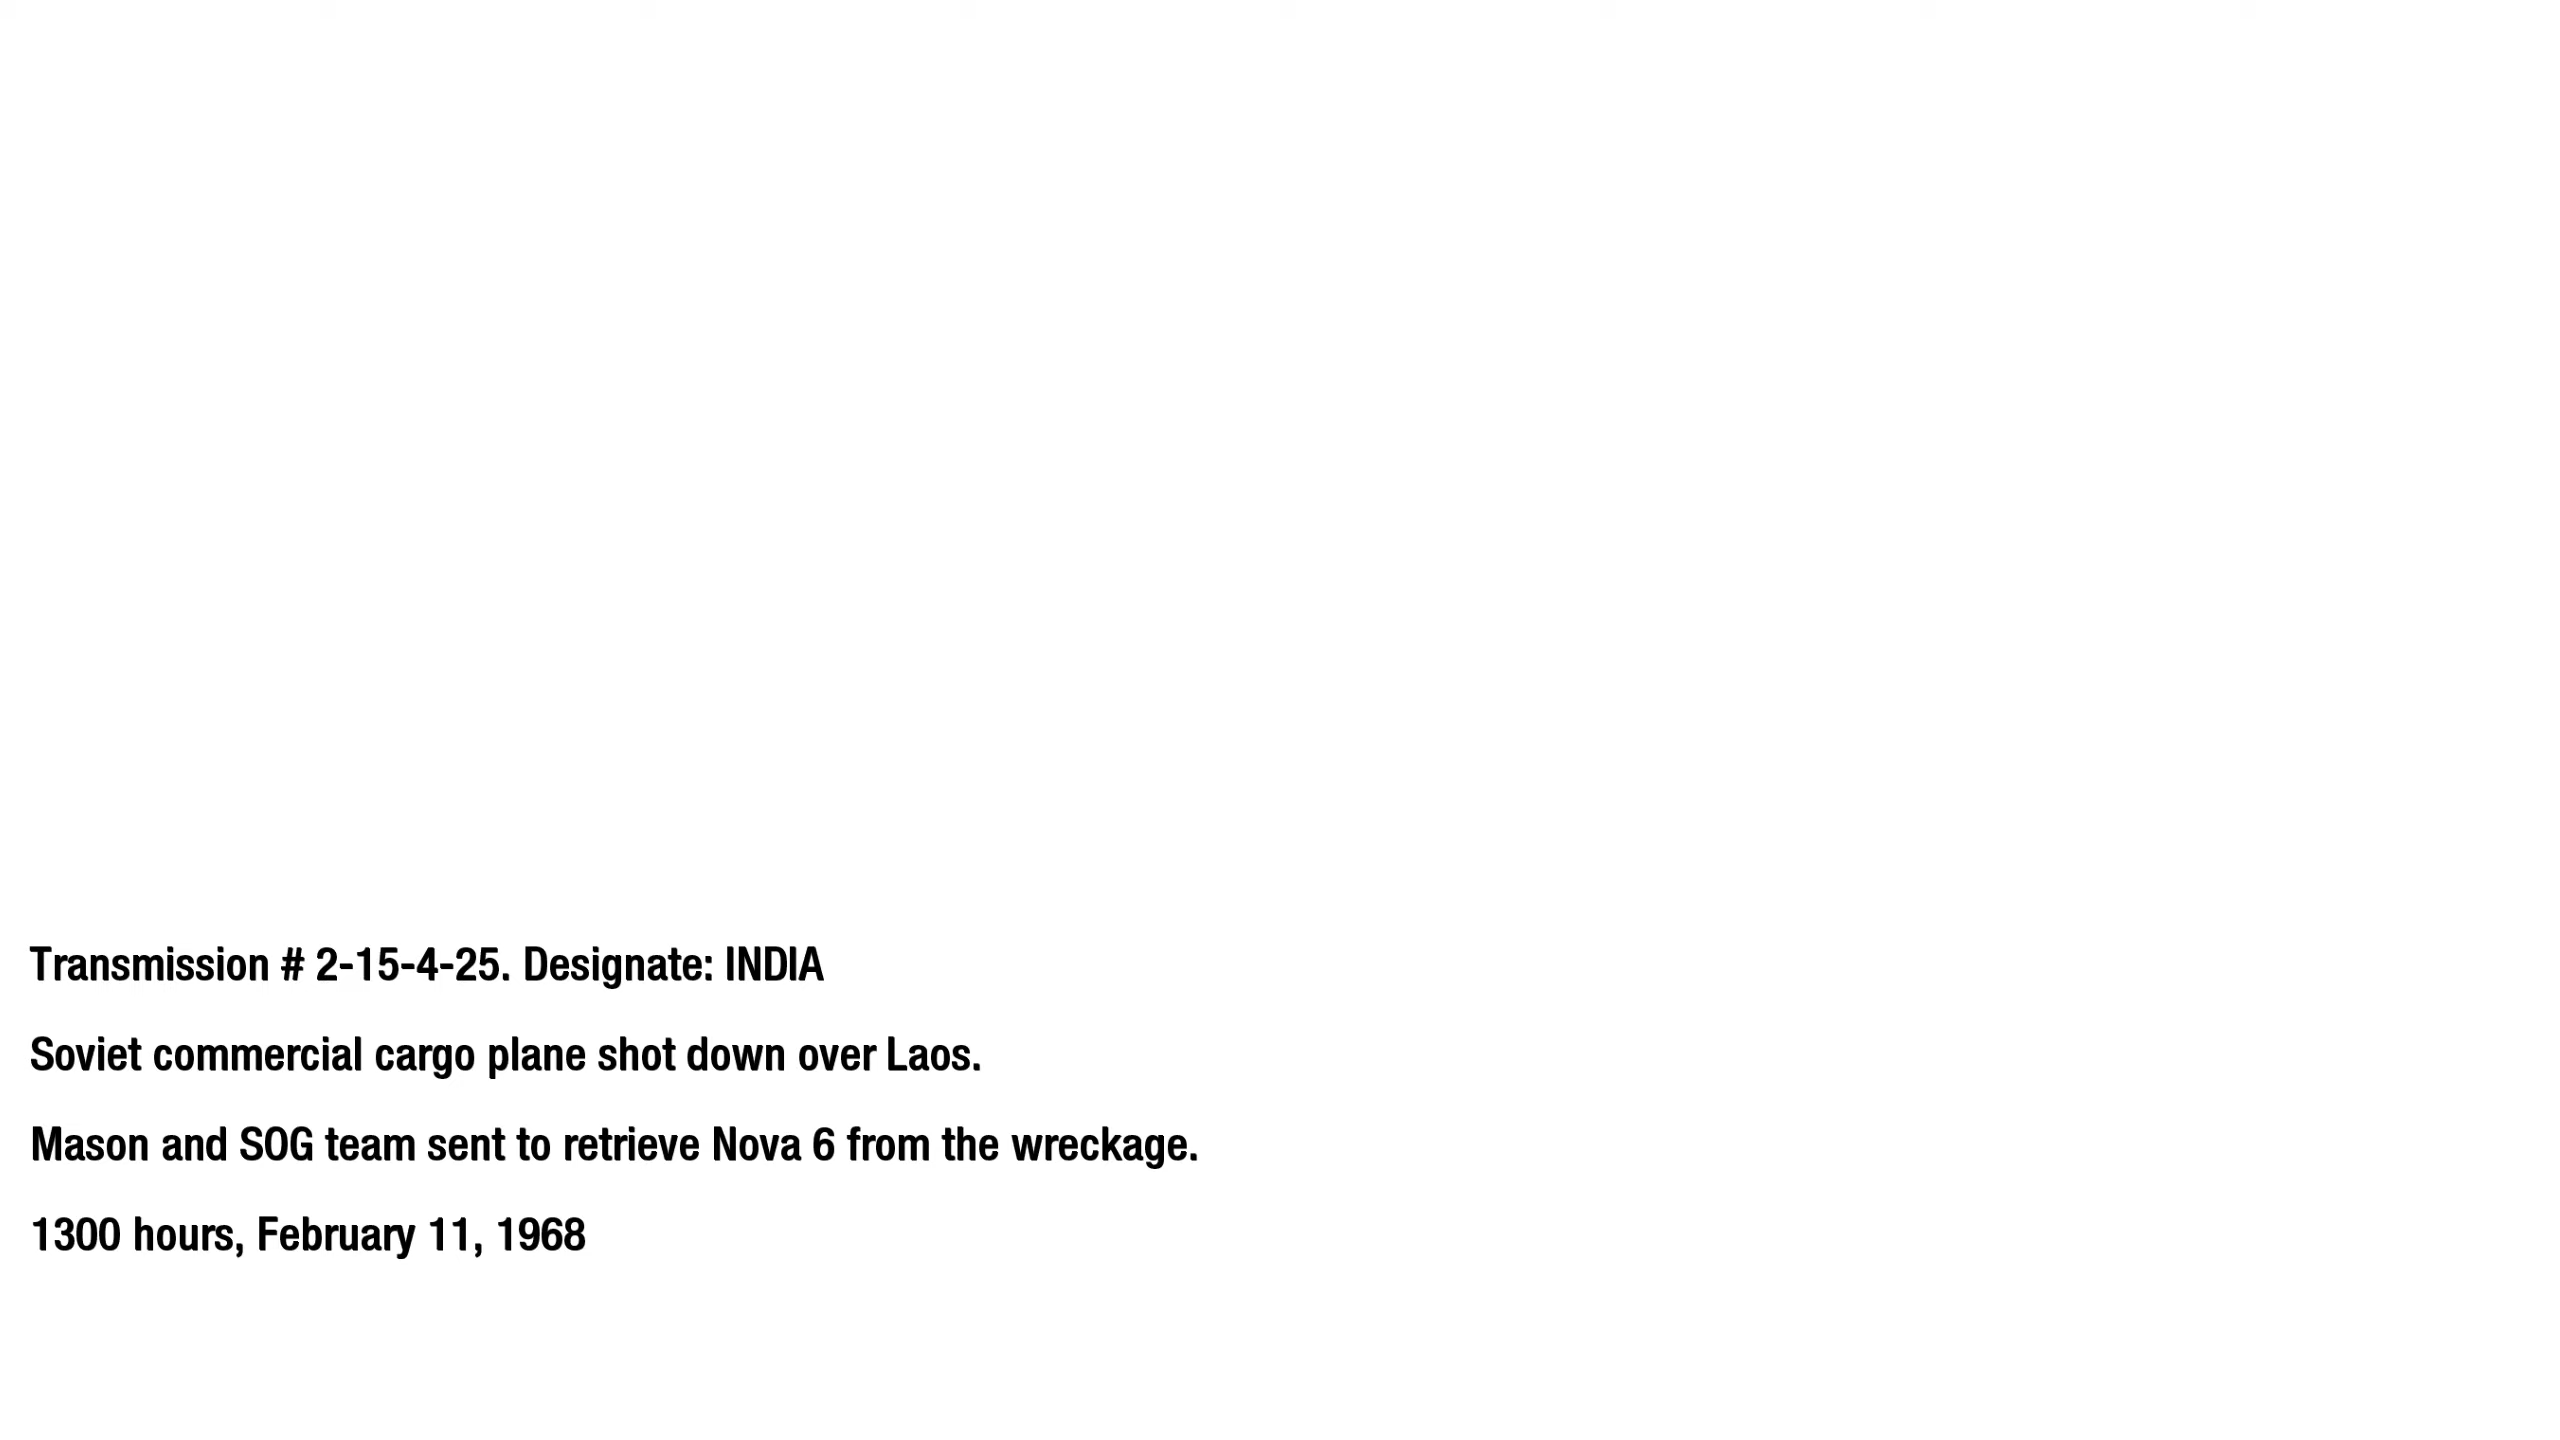 Transmission # 2-15-4-25. Designate: INDIA
Soviet commercial cargo plane shot down over Laos.
Mason and SOG team sent to retrieve Nova 6 from the wreckage.
1300 hours, February 11, 1968